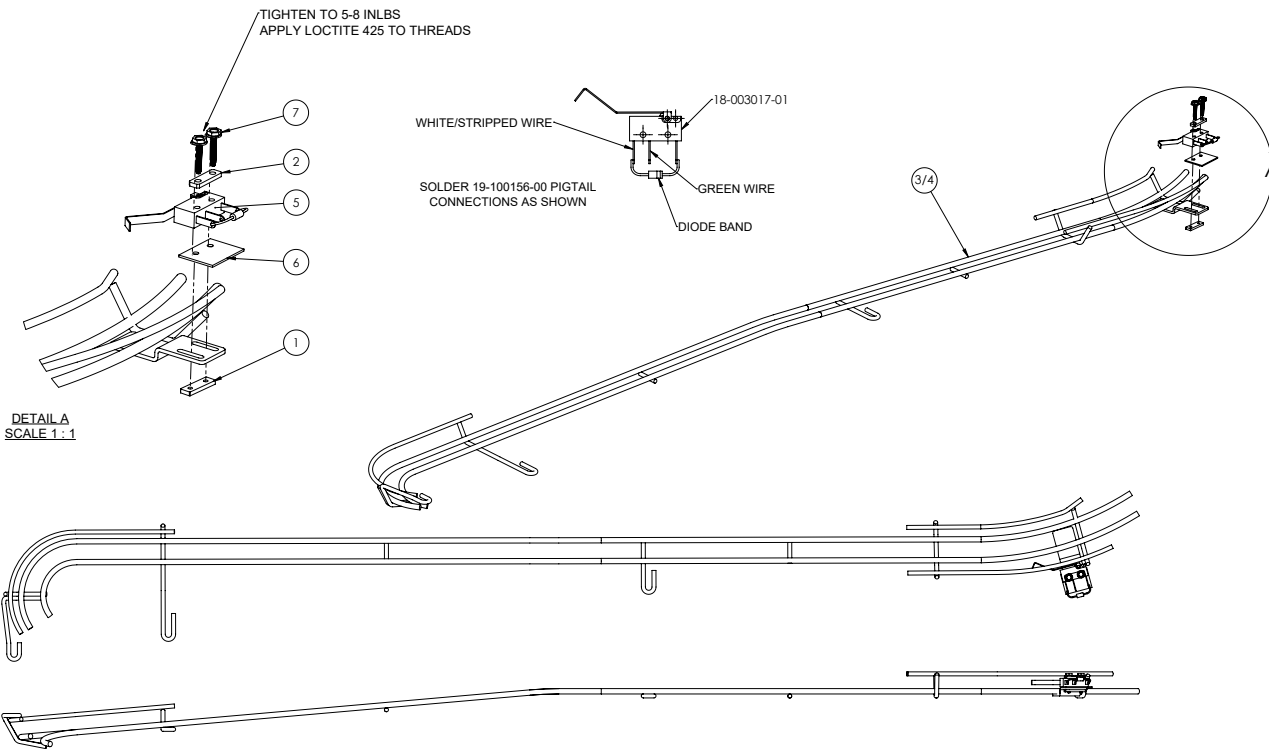 TIGHTEN TO 5-8 INLBS
APPLY LOCTITE 425 TO THREADS
7
2
5
6
1
DETAIL A
SCALE 1 : 1
18-003017-01
WHITE/STRIPPED WIRE
GREEN WIRE
SOLDER 19-100156-00 PIGTAIL
CONNECTIONS AS SHOWN
DIODE BAND
3/4